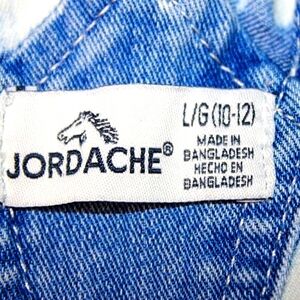 JORDACHE®
L/G (10-12)
MADE IN
BANGLADESH
HECHO EN
BANGLADESH